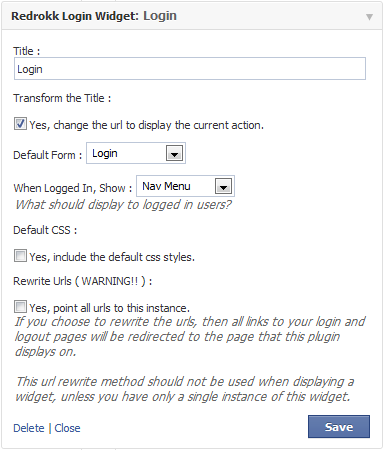 Redrokk Login Widget: Login
Title :
Login
Transform the Title :
Yes, change the url to display the current action.
Default Form : Login
When Logged In, Show : Nav Menu
What should display to logged in users?
Default CSS :
Yes, include the default css styles.
Rewrite Urls ( WARNING!! ) :
Yes, point all urls to this instance.
If you choose to rewrite the urls, then all links to your login and
logout pages will be redirected to the page that this plugin
displays on.
This url rewrite method should not be used when displaying a
widget, unless you have only a single instance of this widget.
Delete | Close Save